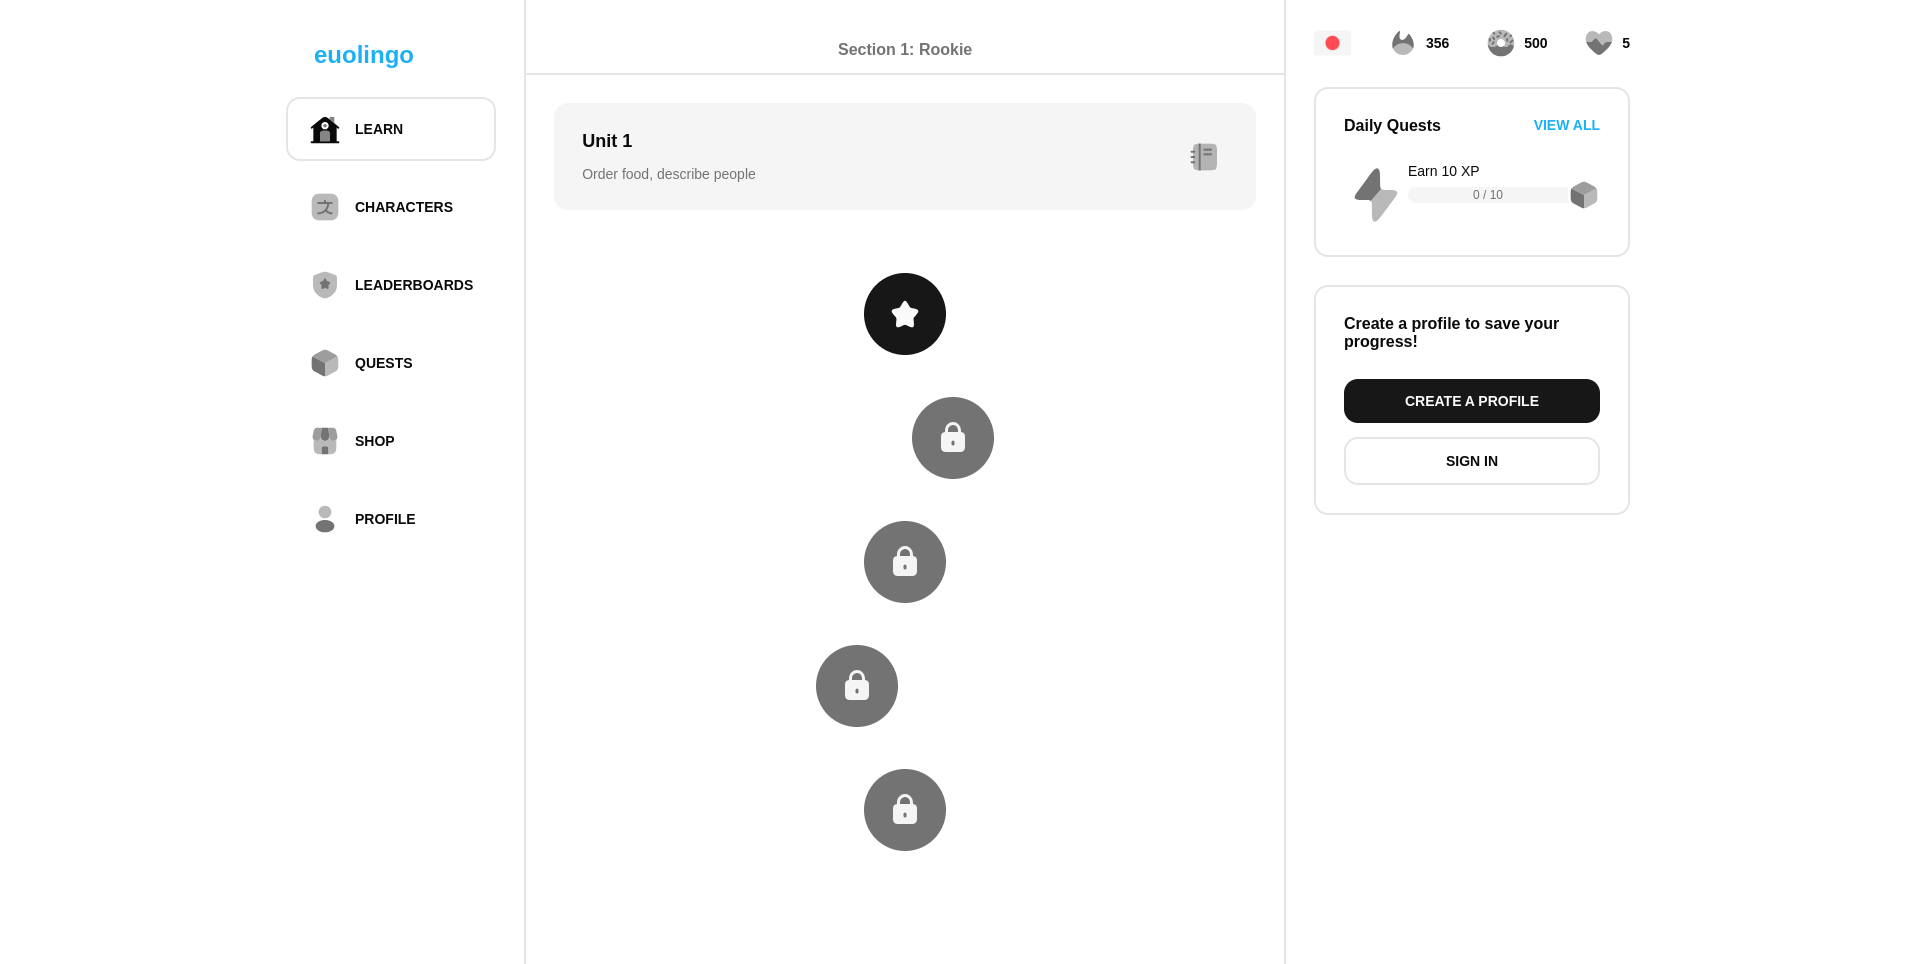 euolingo
LEARN
文 CHARACTERS
LEADERBOARDS
QUESTS
SHOP
PROFILE
Section 1: Rookie
Unit 1
Order food, describe people
356
500
5
Daily Quests
VIEW ALL
Earn 10 XP
0 / 10
Create a profile to save your
progress!
CREATE A PROFILE
SIGN IN